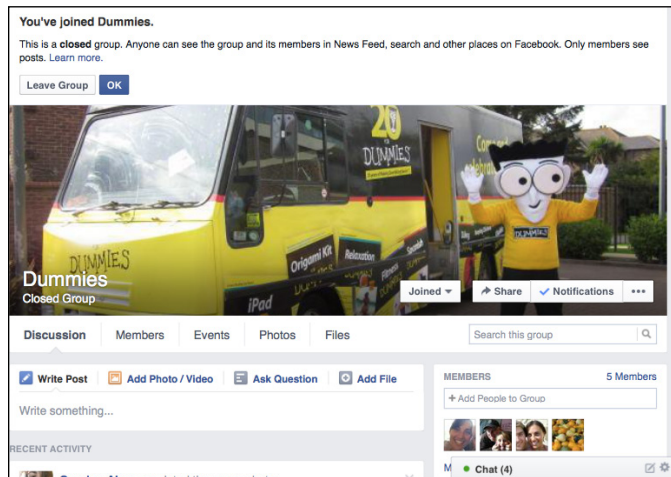 You've joined Dummies.
This is a closed group. Anyone can see the group and its members in News Feed, search and other places on Facebook. Only members see
posts. Learn more.
Leave Group OK
20
DUMMIES
DUMMIES
DUMMIES
Origami Kit
Relaxation
Spanish
Fitness
iPad
Dummies
Closed Group
Joined Share Notifications •••
Discussion Members Events Photos Files
Search this group
Write Post Add Photo / Video Ask Question Add File
Write something...
MEMBERS 5 Members
+ Add People to Group
RECENT ACTIVITY
Chat (4)